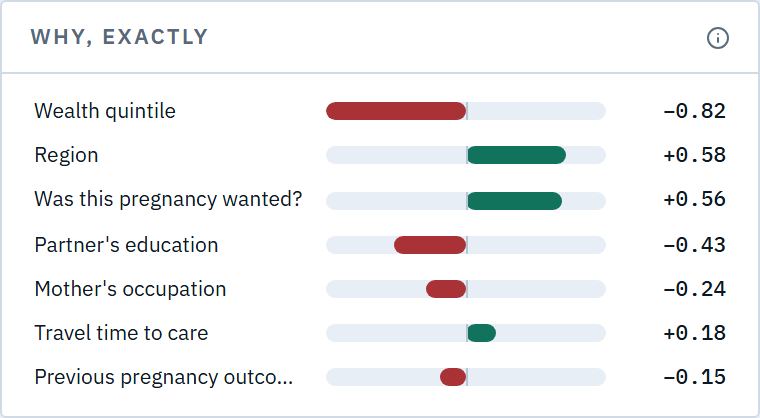 WHY, EXACTLY
Wealth quintile −0.82
Region +0.58
Was this pregnancy wanted? +0.56
Partner's education −0.43
Mother's occupation −0.24
Travel time to care +0.18
Previous pregnancy outco... −0.15